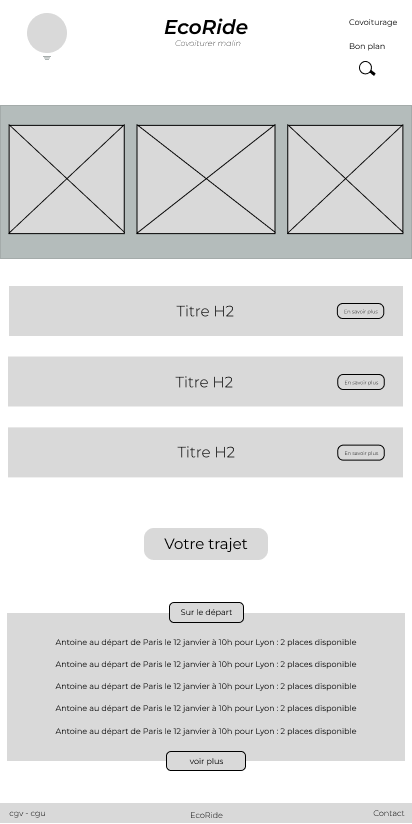 EcoRide
Covoiturer malin
Covoiturage
Bon plan
Titre H2
En savoir plus
Titre H2
En savoir plus
Titre H2
En savoir plus
Votre trajet
Sur le départ
Antoine au départ de Paris le 12 janvier à 10h pour Lyon : 2 places disponible
Antoine au départ de Paris le 12 janvier à 10h pour Lyon : 2 places disponible
Antoine au départ de Paris le 12 janvier à 10h pour Lyon : 2 places disponible
Antoine au départ de Paris le 12 janvier à 10h pour Lyon : 2 places disponible
Antoine au départ de Paris le 12 janvier à 10h pour Lyon : 2 places disponible
voir plus
cgv - cgu
EcoRide
Contact